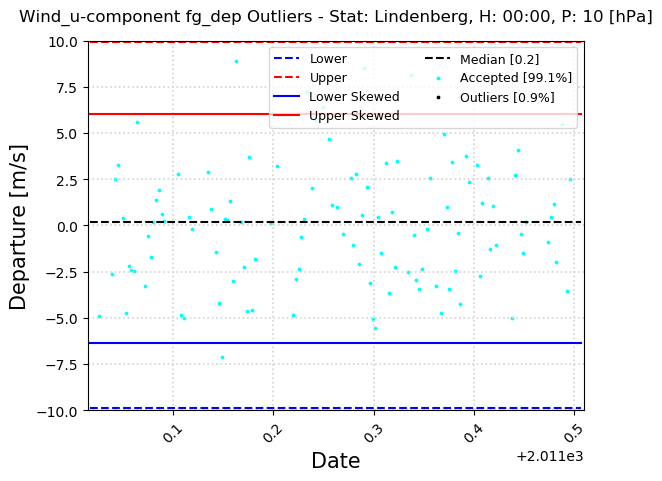 Wind_u-component fg_dep Outliers - Stat: Lindenberg, H: 00:00, P: 10 [hPa]
10.0
7.5
5.0
2.5
0.0
−2.5
−5.0
−7.5
−10.0
Departure [m/s]
Lower
Upper
Lower Skewed
Upper Skewed
Median [0.2]
Accepted [99.1%]
Outliers [0.9%]
0.1
0.2
0.3
0.4
0.5
+2.011e3
Date